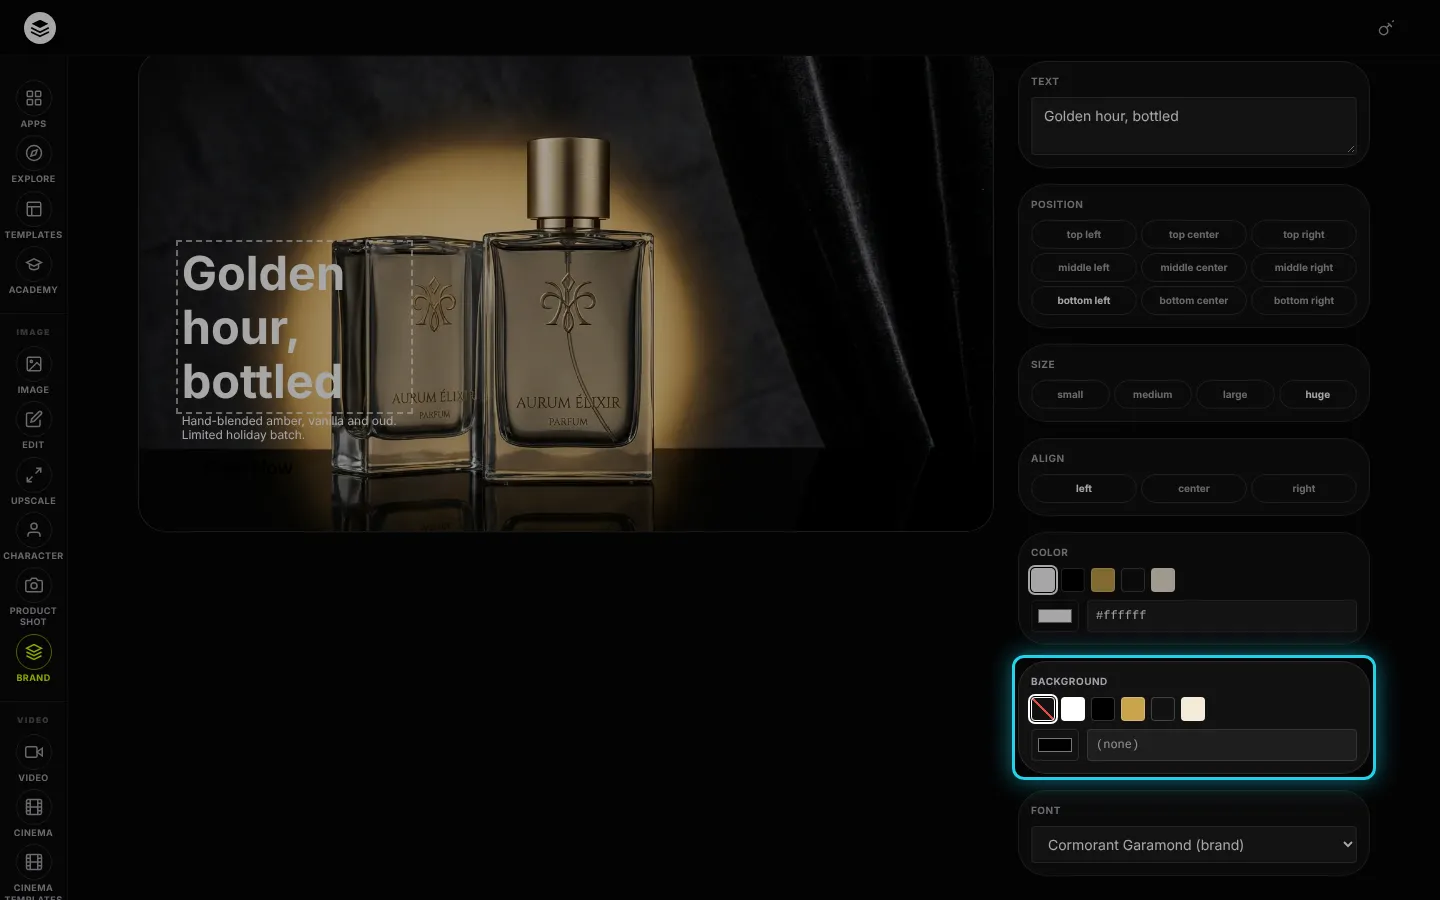 APPS
EXPLORE
TEMPLATES
ACADEMY
IMAGE
IMAGE
EDIT
UPSCALE
CHARACTER
PRODUCT
SHOT
BRAND
VIDEO
VIDEO
CINEMA
CINEMA
TEMPLATES
Golden
hour,
bottled
Hand-blended amber, vanilla and oud.
Limited holiday batch.
AURUM ÉLIXIR
PARFUM
AURUM ÉLIXIR
PARFUM
TEXT
Golden hour, bottled
POSITION
top left
top center
top right
middle left
middle center
middle right
bottom left
bottom center
bottom right
SIZE
small
medium
large
huge
ALIGN
left
center
right
COLOR
#ffffff
BACKGROUND
(none)
FONT
Cormorant Garamond (brand)